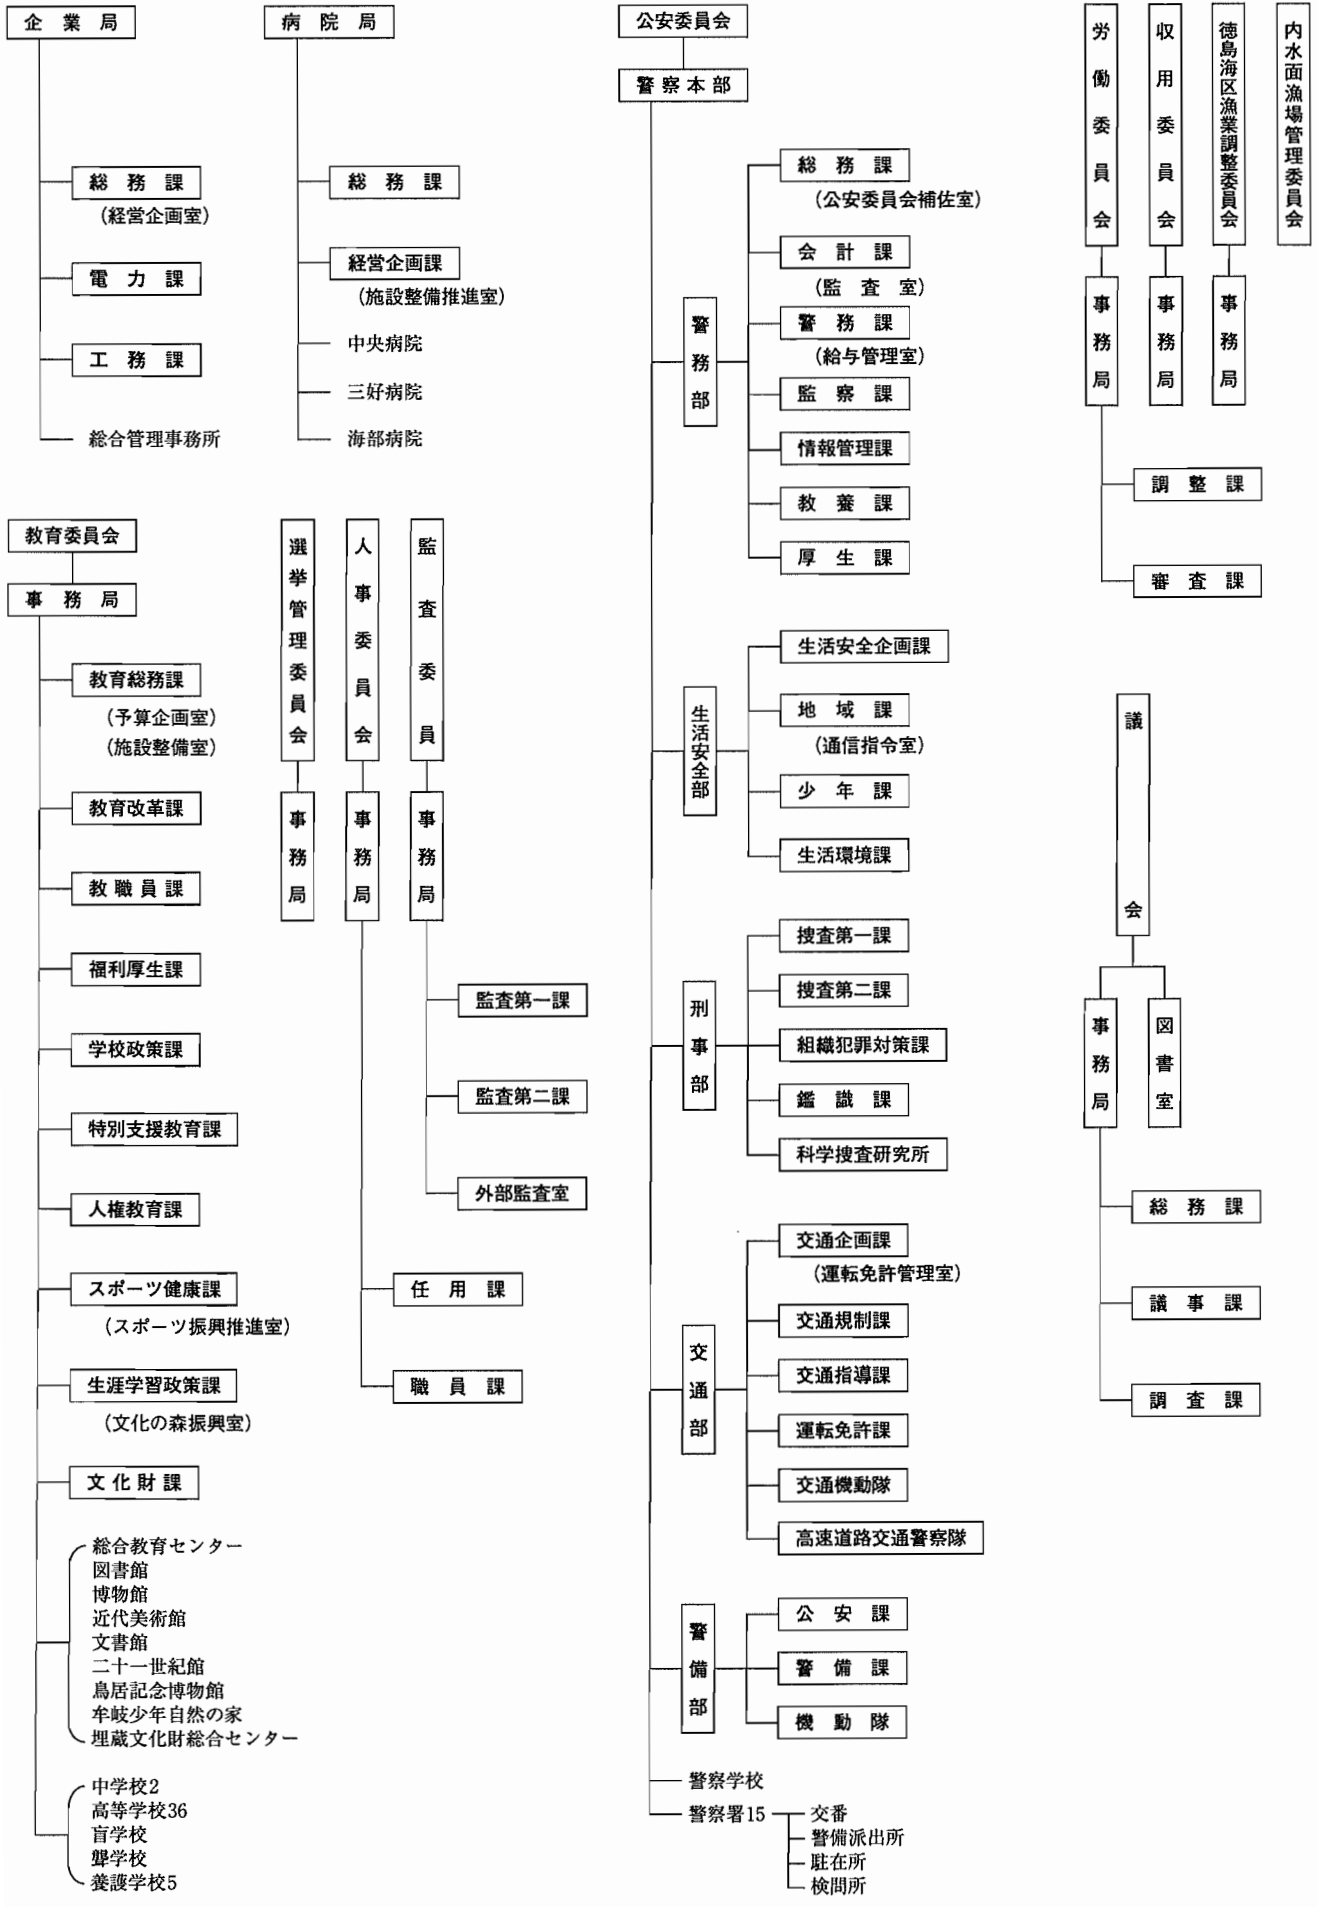 企業局
総務課
（経営企画室）
電力課
工務課
総合管理事務所
病院局
総務課
経営企画課
（施設整備推進室）
中央病院
三好病院
海部病院
教育委員会
事務局
教育総務課
（予算企画室）
（施設整備室）
教育改革課
教職員課
福利厚生課
学校政策課
特別支援教育課
人権教育課
スポーツ健康課
（スポーツ振興推進室）
生涯学習政策課
（文化の森振興室）
文化財課
総合教育センター
図書館
博物館
近代美術館
文書館
二十一世紀館
鳥居記念博物館
牟岐少年自然の家
埋蔵文化財総合センター
中学校2
高等学校36
盲学校
聾学校
養護学校5
選挙管理委員会
事務局
人事委員会
事務局
任用課
職員課
監査委員
事務局
監査第一課
監査第二課
外部監査室
公安委員会
警察本部
警務部
総務課
（公安委員会補佐室）
会計課
（監査室）
警務課
（給与管理室）
監察課
情報管理課
教養課
厚生課
生活安全部
生活安全企画課
地域課
（通信指令室）
少年課
生活環境課
刑事部
捜査第一課
捜査第二課
組織犯罪対策課
鑑識課
科学捜査研究所
交通部
交通企画課
（運転免許管理室）
交通規制課
交通指導課
運転免許課
交通機動隊
高速道路交通警察隊
警備部
公安課
警備課
機動隊
警察学校
警察署15
交番
警備派出所
駐在所
検問所
労働委員会
事務局
調整課
審査課
収用委員会
事務局
徳島海区漁業調整委員会
事務局
内水面漁場管理委員会
議会
事務局
図書室
総務課
議事課
調査課